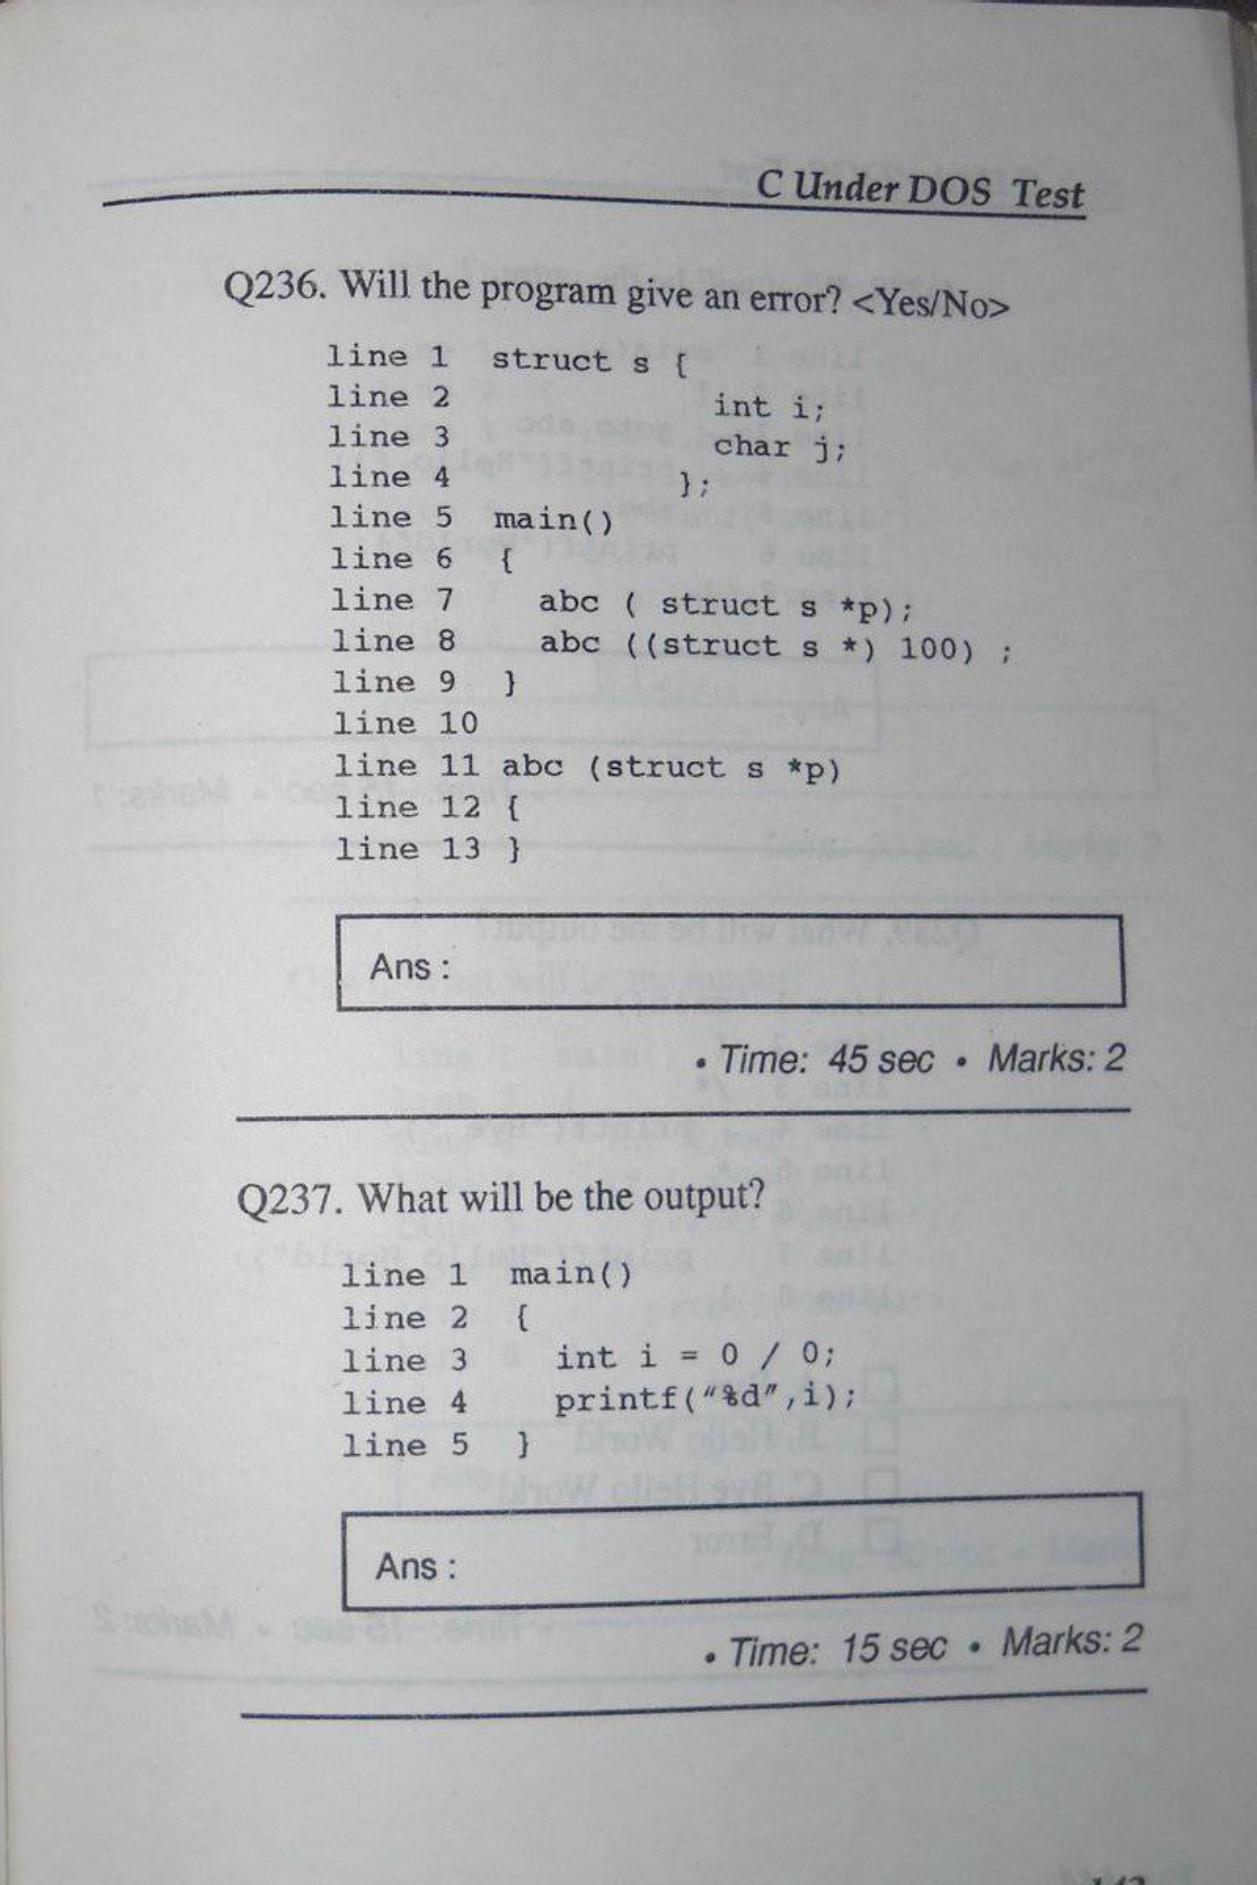 C Under DOS Test
Q236. Will the program give an error? <Yes/No>
line 1 struct s {
line 2 int i;
line 3 char j;
line 4 };
line 5 main()
line 6 {
line 7 abc ( struct s *p);
line 8 abc ((struct s *) 100) ;
line 9 }
line 10
line 11 abc (struct s *p)
line 12 {
line 13 }
Ans :
• Time: 45 sec • Marks: 2
Q237. What will be the output?
line 1 main()
line 2 {
line 3 int i = 0 / 0;
line 4 printf("%d",i);
line 5 }
Ans :
• Time: 15 sec • Marks: 2